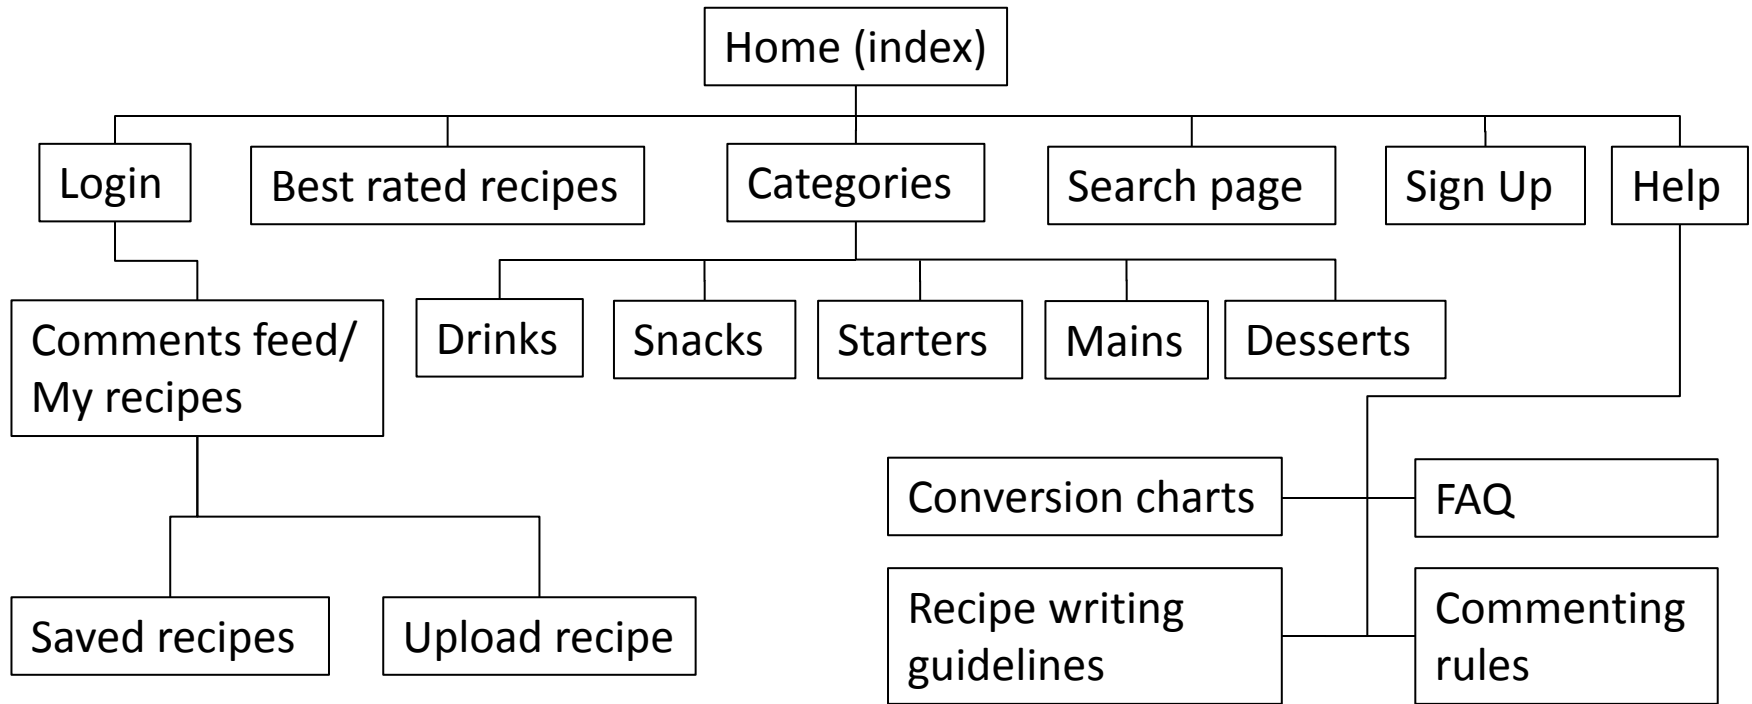 Home (index)
Login
Best rated recipes
Categories
Search page
Sign Up
Help
Comments feed/
My recipes
Drinks
Snacks
Starters
Mains
Desserts
Conversion charts
FAQ
Saved recipes
Upload recipe
Recipe writing
guidelines
Commenting
rules